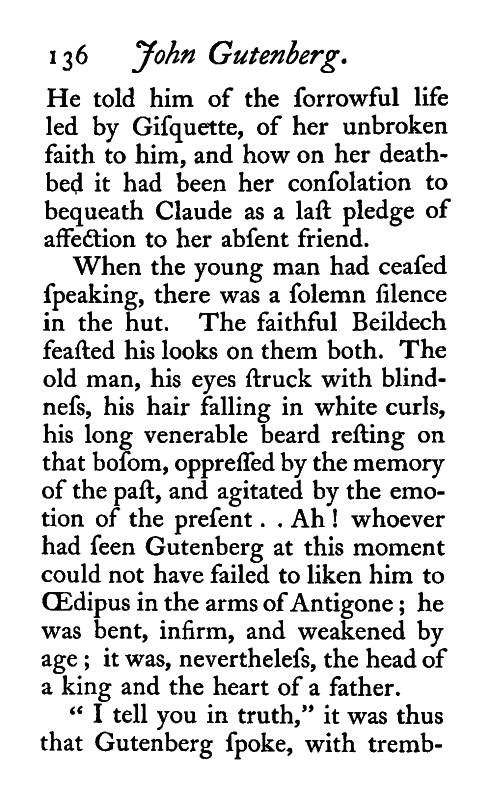 136 John Gutenberg.
He told him of the ſorrowful life
led by Giſquette, of her unbroken
faith to him, and how on her death-
bed it had been her conſolation to
bequeath Claude as a laſt pledge of
affection to her abſent friend.
When the young man had ceaſed
ſpeaking, there was a ſolemn ſilence
in the hut. The faithful Beildech
feaſted his looks on them both. The
old man, his eyes ſtruck with blind-
neſs, his hair falling in white curls,
his long venerable beard reſting on
that boſom, oppreſſed by the memory
of the paſt, and agitated by the emo-
tion of the preſent . . Ah ! whoever
had ſeen Gutenberg at this moment
could not have failed to liken him to
Œdipus in the arms of Antigone ; he
was bent, infirm, and weakened by
age ; it was, nevertheleſs, the head of
a king and the heart of a father.
“ I tell you in truth,” it was thus
that Gutenberg ſpoke, with tremb-